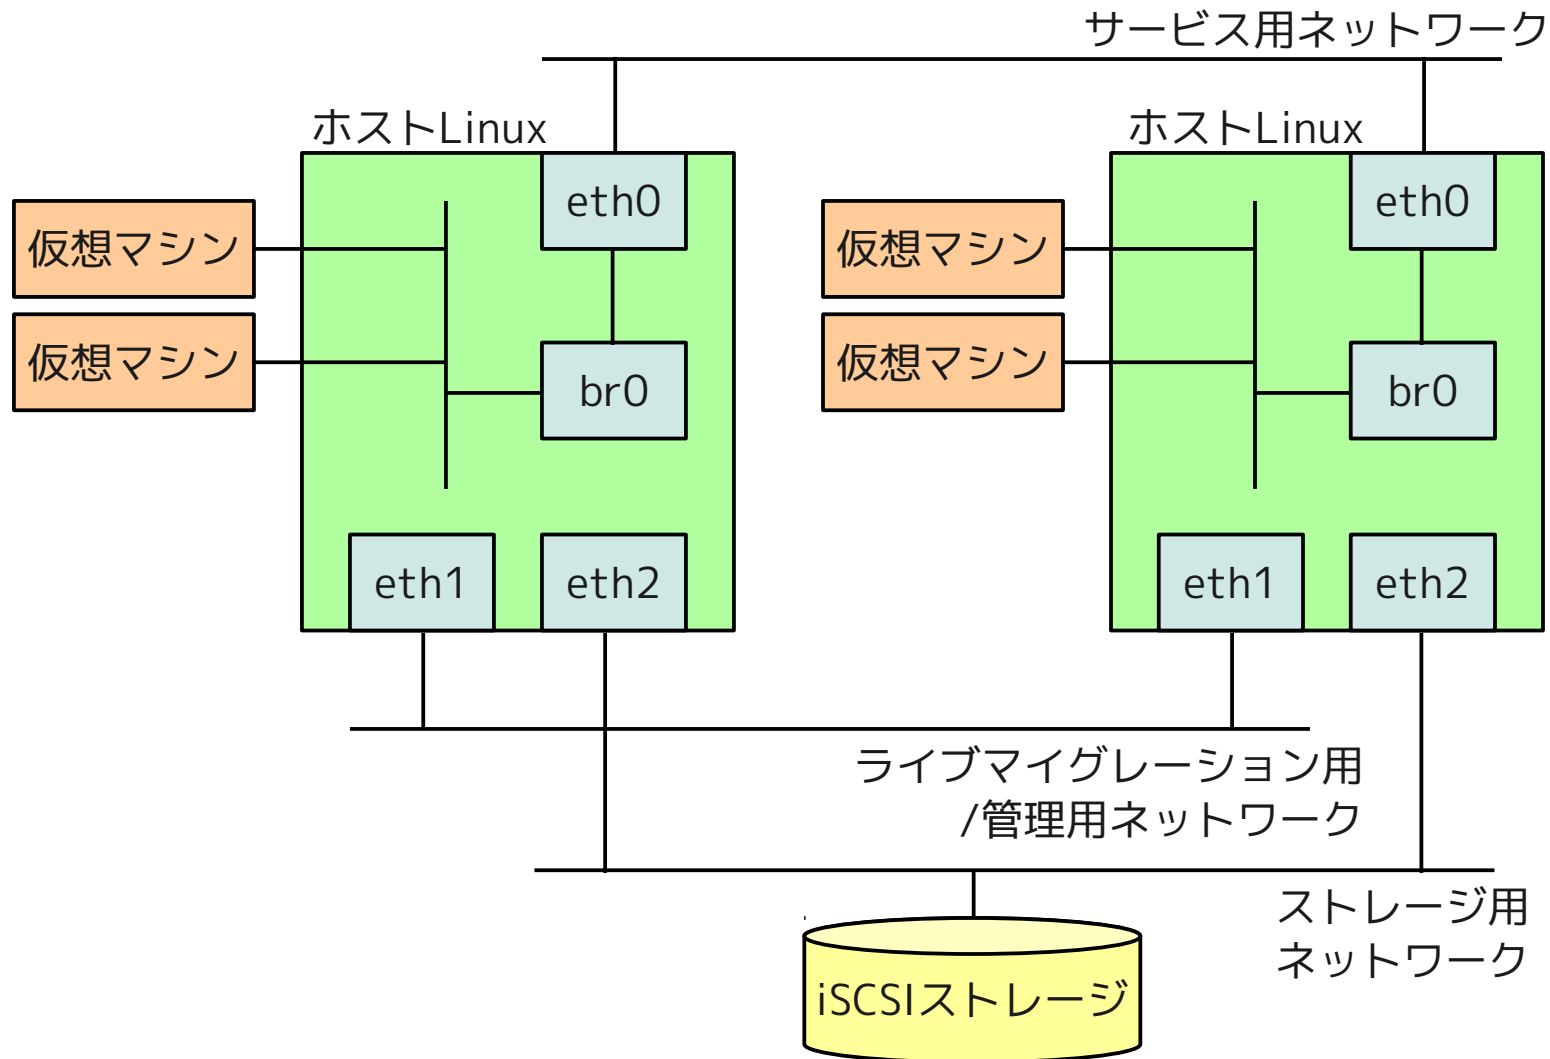 サービス用ネットワーク
ホストLinux
ホストLinux
eth0
eth0
仮想マシン
仮想マシン
仮想マシン
仮想マシン
br0
br0
eth1
eth2
eth1
eth2
ライブマイグレーション用
/管理用ネットワーク
ストレージ用
ネットワーク
iSCSIストレージ